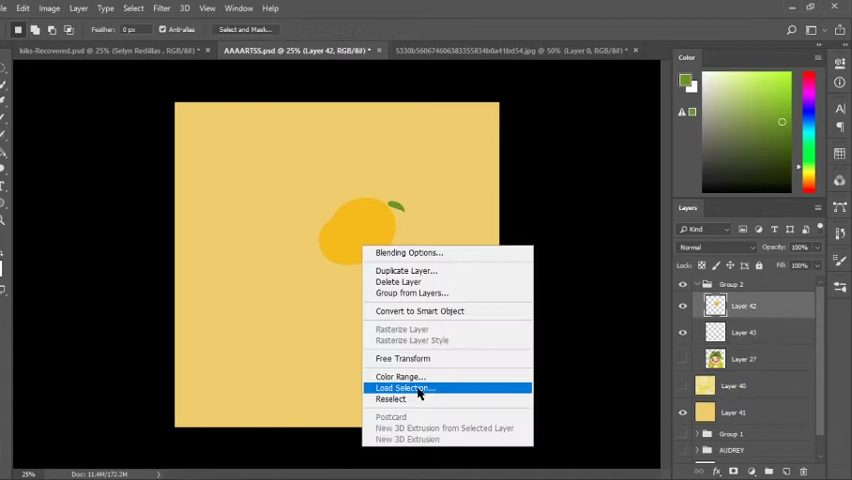 File Image Layer Type Select Filter 3D View Window Help
Feather: 0 px Anti-alias Select and Mask...
kiks-Recovered.psd @ 25% (Selyn Redillas , RGB/8#) * × AAAARTSS.psd @ 25% (Layer 42, RGB/8#) * × 5330b560674606383355834b0a41bd54.jpg @ 50% (Layer 0, RGB/8#) * ×
Color
Blending Options...
Duplicate Layer...
Delete Layer
Group from Layers...
Convert to Smart Object
Rasterize Layer
Rasterize Layer Style
Free Transform
Color Range...
Load Selection...
Reselect
Postcard
New 3D Extrusion from Selected Layer
New 3D Extrusion
Layers
Kind
Normal Opacity: 100%
Lock: Fill: 100%
Group 2
Layer 42
Layer 43
Layer 27
Layer 40
Layer 41
Group 1
AUDREY
25% Doc: 11.4M/172.2M